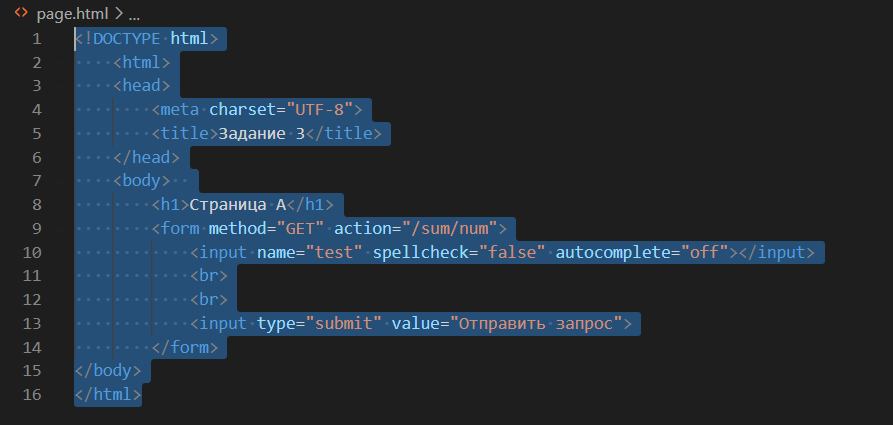 page.html > ...
1 <!DOCTYPE html>
2     <html>
3     <head>
4         <meta charset="UTF-8">
5         <title>Задание 3</title>
6     </head>
7     <body>
8         <h1>Страница А</h1>
9         <form method="GET" action="/sum/num">
10             <input name="test" spellcheck="false" autocomplete="off"></input>
11             <br>
12             <br>
13             <input type="submit" value="Отправить запрос">
14         </form>
15 </body>
16 </html>